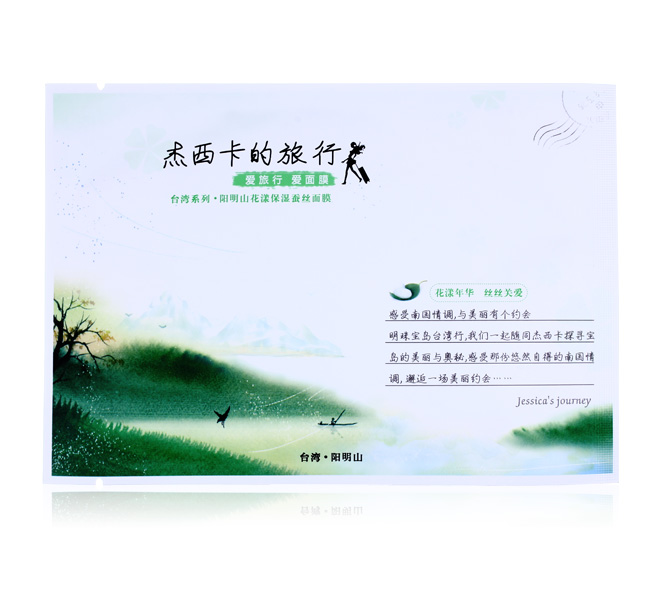 杰西卡的旅行
爱旅行 爱面膜
台湾系列·阳明山花漾保湿蚕丝面膜
花漾年华 丝丝关爱
感受南国情调,与美丽有个约会
明珠宝岛台湾行,我们一起随同杰西卡探寻宝
岛的美丽与奥秘,感受那份悠然自得的南国情
调,邂逅一场美丽约会……
Jessica's journey
台湾·阳明山